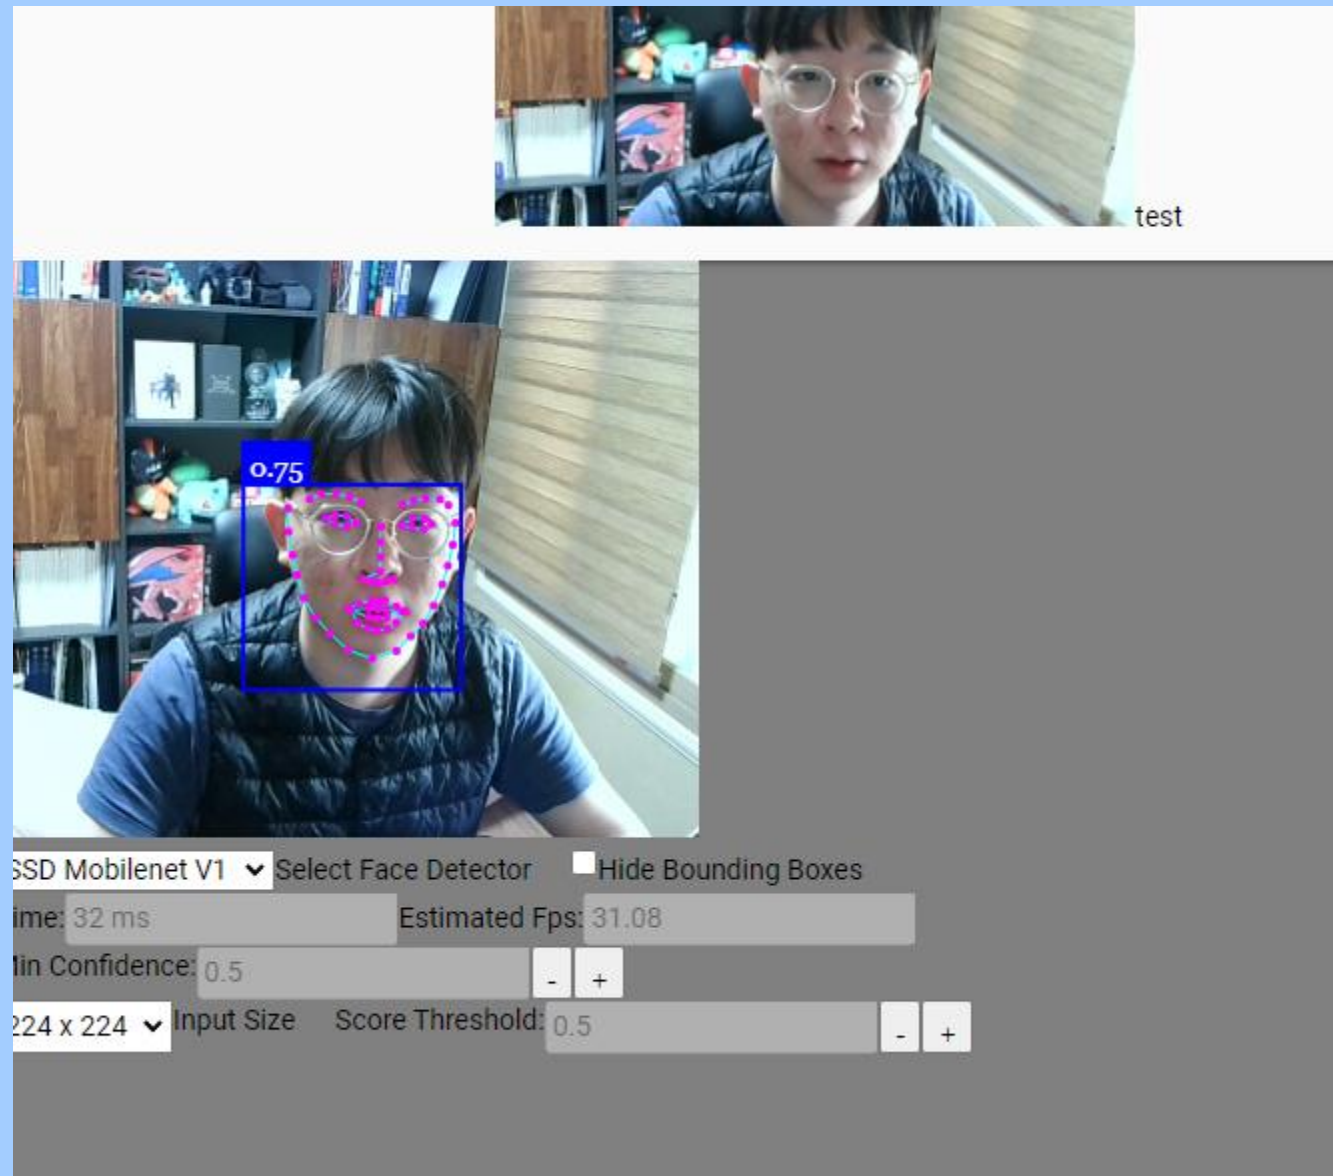 test
0.75
SSD Mobilenet V1 Select Face Detector Hide Bounding Boxes
ime: 32 ms Estimated Fps: 31.08
in Confidence: 0.5 - +
224 x 224 Input Size Score Threshold: 0.5 - +